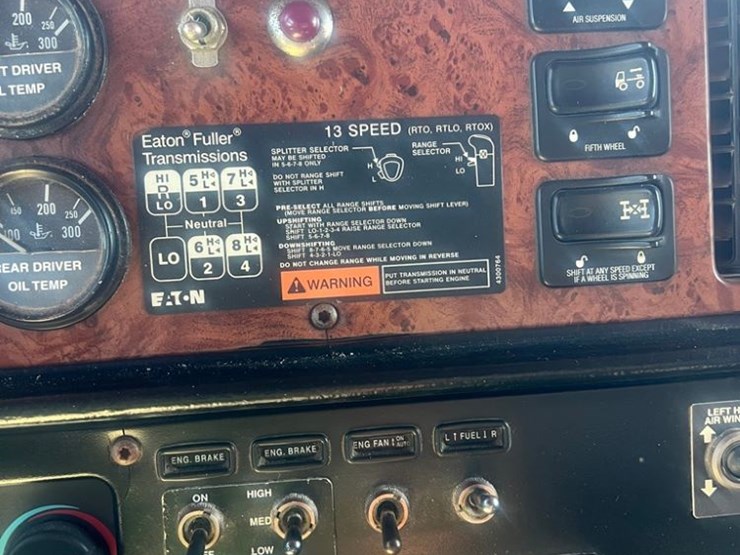 200
250
300
T DRIVER
L TEMP
150
200
250
300
EAR DRIVER
OIL TEMP
Eaton® Fuller®
Transmissions
13 SPEED (RTO, RTLO, RTOX)
SPLITTER SELECTOR
MAY BE SHIFTED
IN 5-6-7-8 ONLY
DO NOT RANGE SHIFT
WITH SPLITTER
SELECTOR IN H
H
L
RANGE
SELECTOR
HI
LO
HI
R
LO
5 H
L
1
7 H
L
3
Neutral
LO
6 H
L
2
8 H
L
4
PRE-SELECT ALL RANGE SHIFTS
(MOVE RANGE SELECTOR BEFORE MOVING SHIFT LEVER)
UPSHIFTING
START WITH RANGE SELECTOR DOWN
SHIFT LO-1-2-3-4 RAISE RANGE SELECTOR
SHIFT 5-6-7-8
DOWNSHIFTING
SHIFT 8-7-6-5 MOVE RANGE SELECTOR DOWN
SHIFT 4-3-2-1-LO
DO NOT CHANGE RANGE WHILE MOVING IN REVERSE
WARNING
PUT TRANSMISSION IN NEUTRAL
BEFORE STARTING ENGINE
4300764
EATON
AIR SUSPENSION
FIFTH WHEEL
SHIFT AT ANY SPEED EXCEPT
IF A WHEEL IS SPINNING
ENG. BRAKE
ENG. BRAKE
ENG FAN ON
AUTO
L FUEL R
LEFT H
AIR WIN
ON
HIGH
MED
LOW